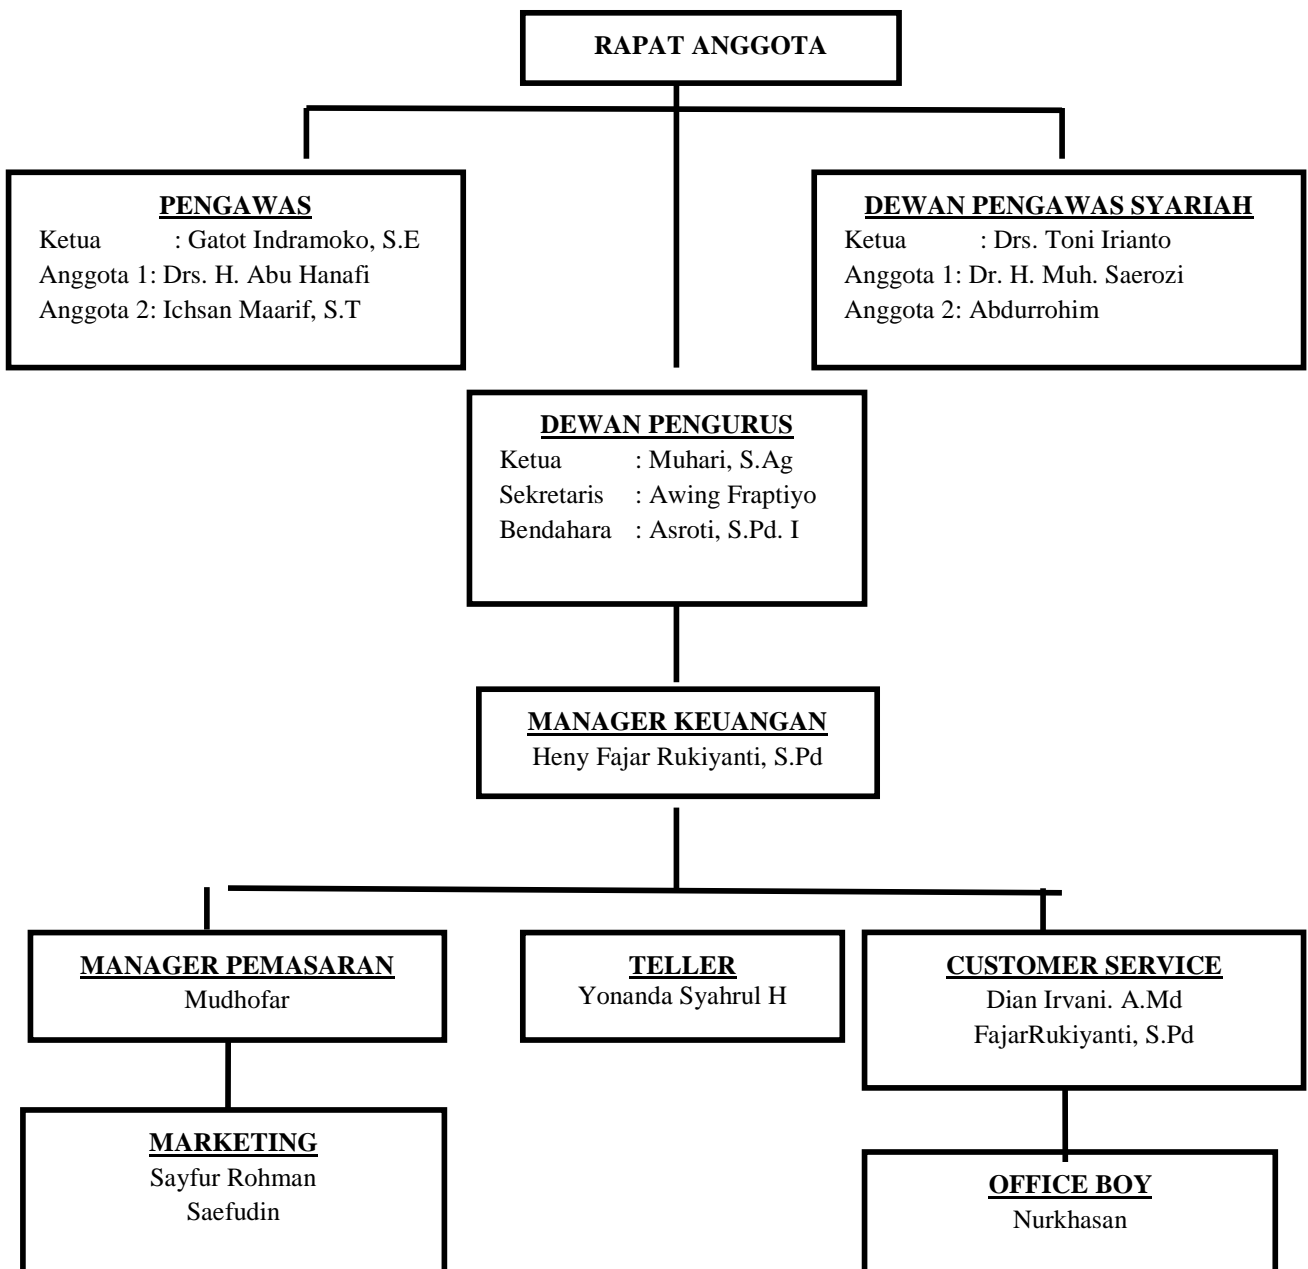 RAPAT ANGGOTA
PENGAWAS
Ketua : Gatot Indramoko, S.E
Anggota 1: Drs. H. Abu Hanafi
Anggota 2: Ichsan Maarif, S.T
DEWAN PENGAWAS SYARIAH
Ketua : Drs. Toni Irianto
Anggota 1: Dr. H. Muh. Saerozi
Anggota 2: Abdurrohim
DEWAN PENGURUS
Ketua : Muhari, S.Ag
Sekretaris : Awing Fraptiyo
Bendahara : Asroti, S.Pd. I
MANAGER KEUANGAN
Heny Fajar Rukiyanti, S.Pd
MANAGER PEMASARAN
Mudhofar
TELLER
Yonanda Syahrul H
CUSTOMER SERVICE
Dian Irvani. A.Md
FajarRukiyanti, S.Pd
MARKETING
Sayfur Rohman
Saefudin
OFFICE BOY
Nurkhasan